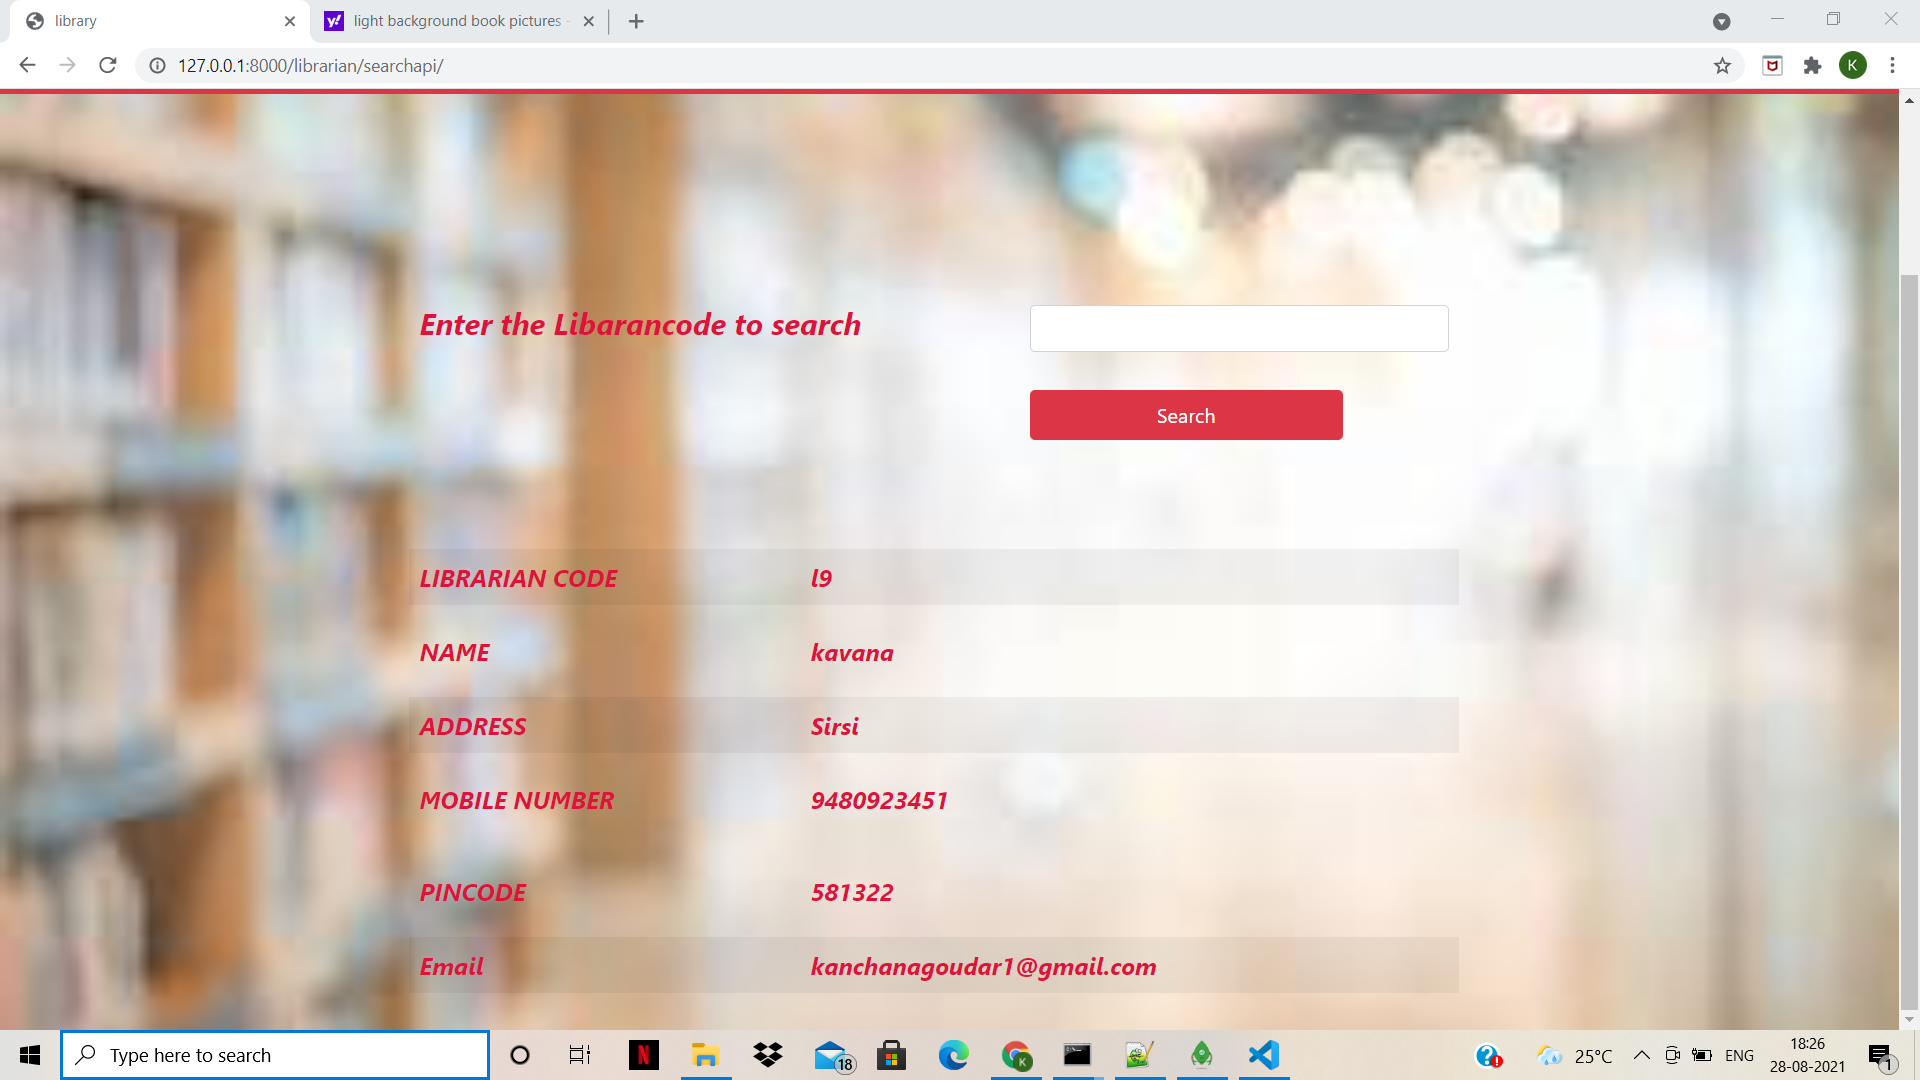 library
light background book pictures -
127.0.0.1:8000/librarian/searchapi/
K
Enter the Libarancode to search
Search
LIBRARIAN CODE l9
NAME kavana
ADDRESS Sirsi
MOBILE NUMBER 9480923451
PINCODE 581322
Email kanchanagoudar1@gmail.com
Type here to search
18
25°C
ENG
18:26
28-08-2021
1